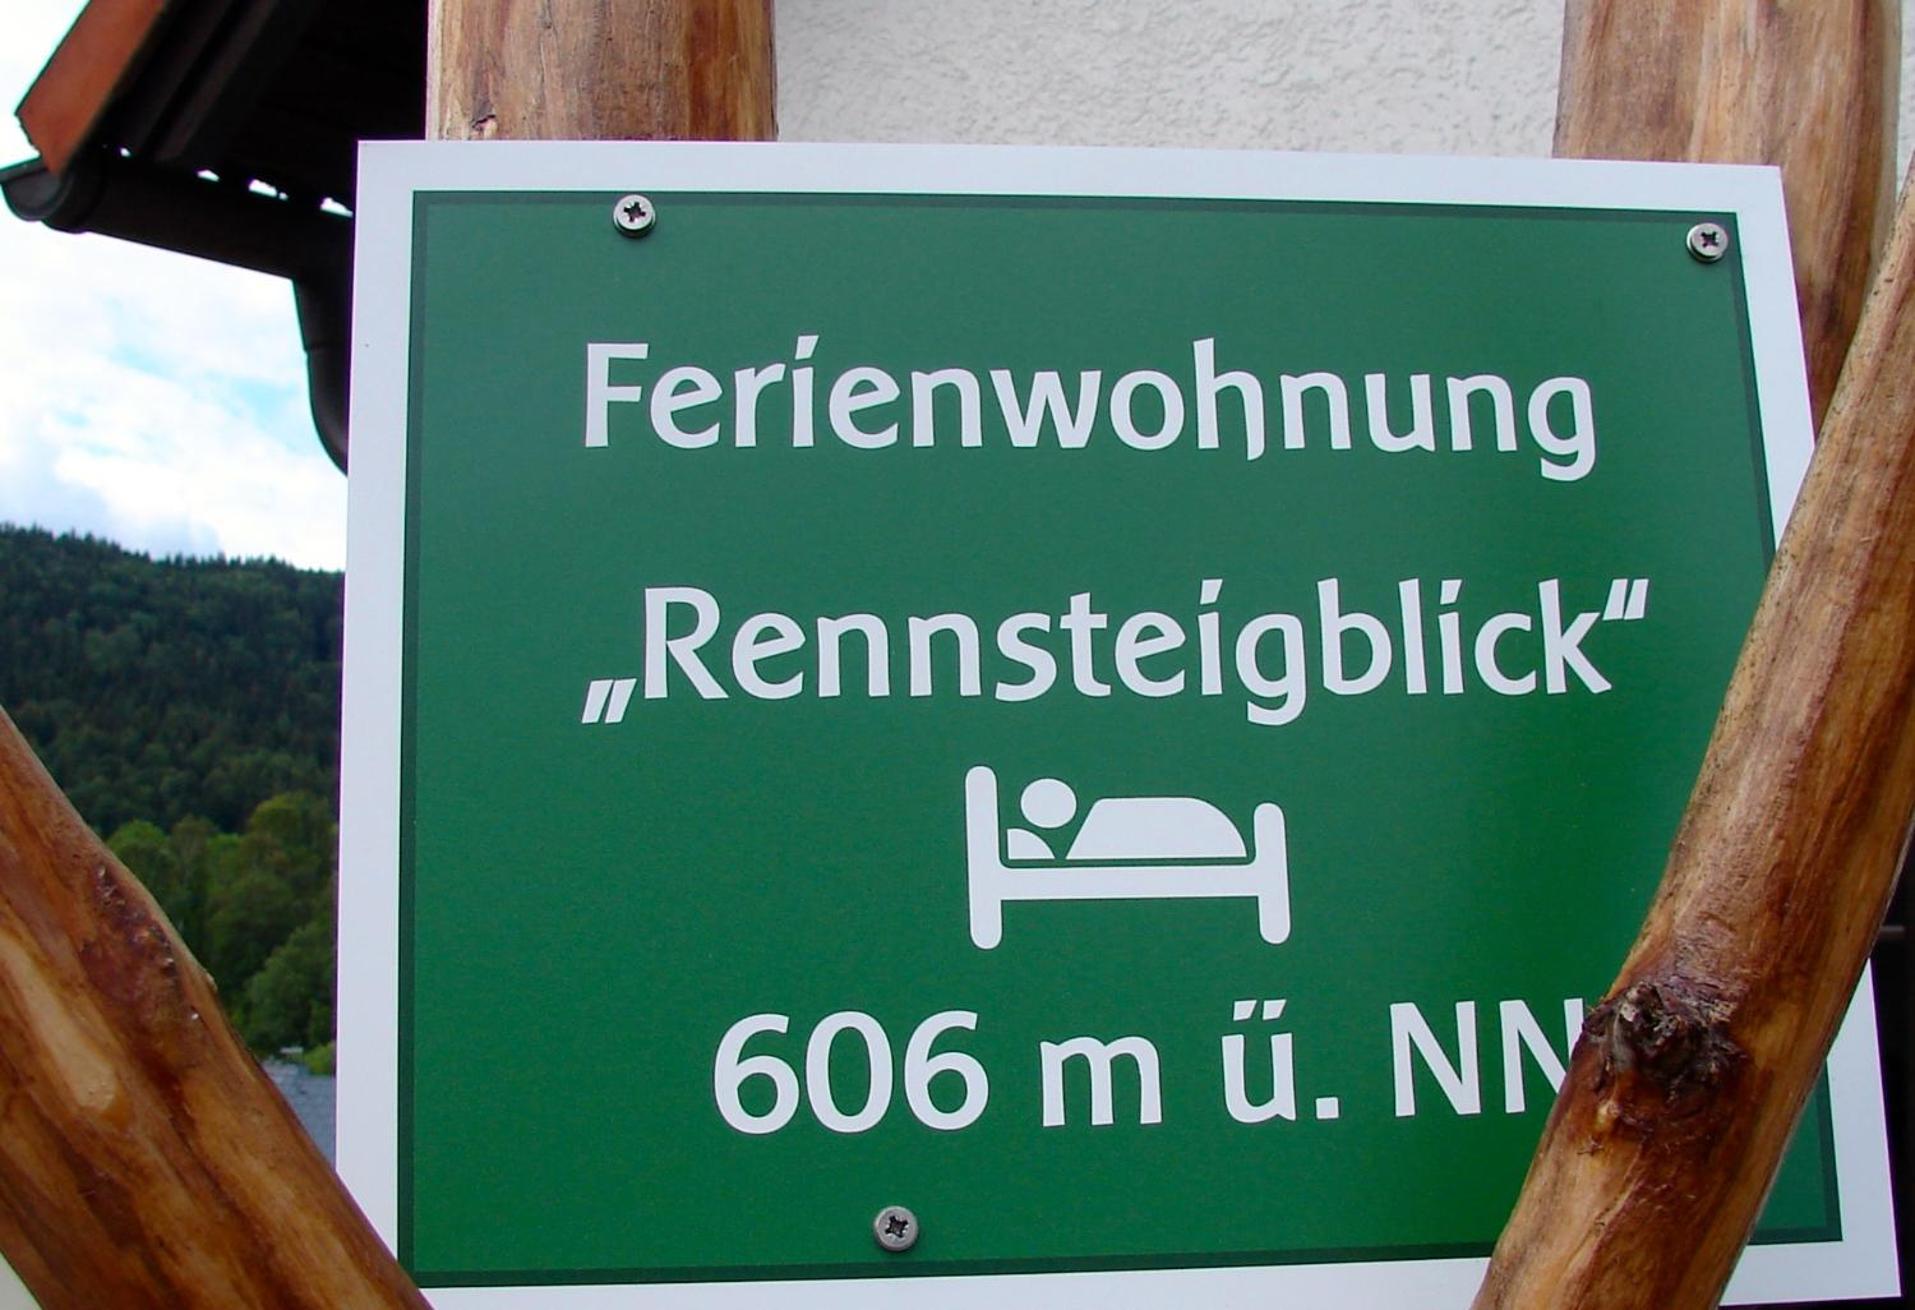 Ferienwohnung
„Rennsteigblick“
606 m ü. NN